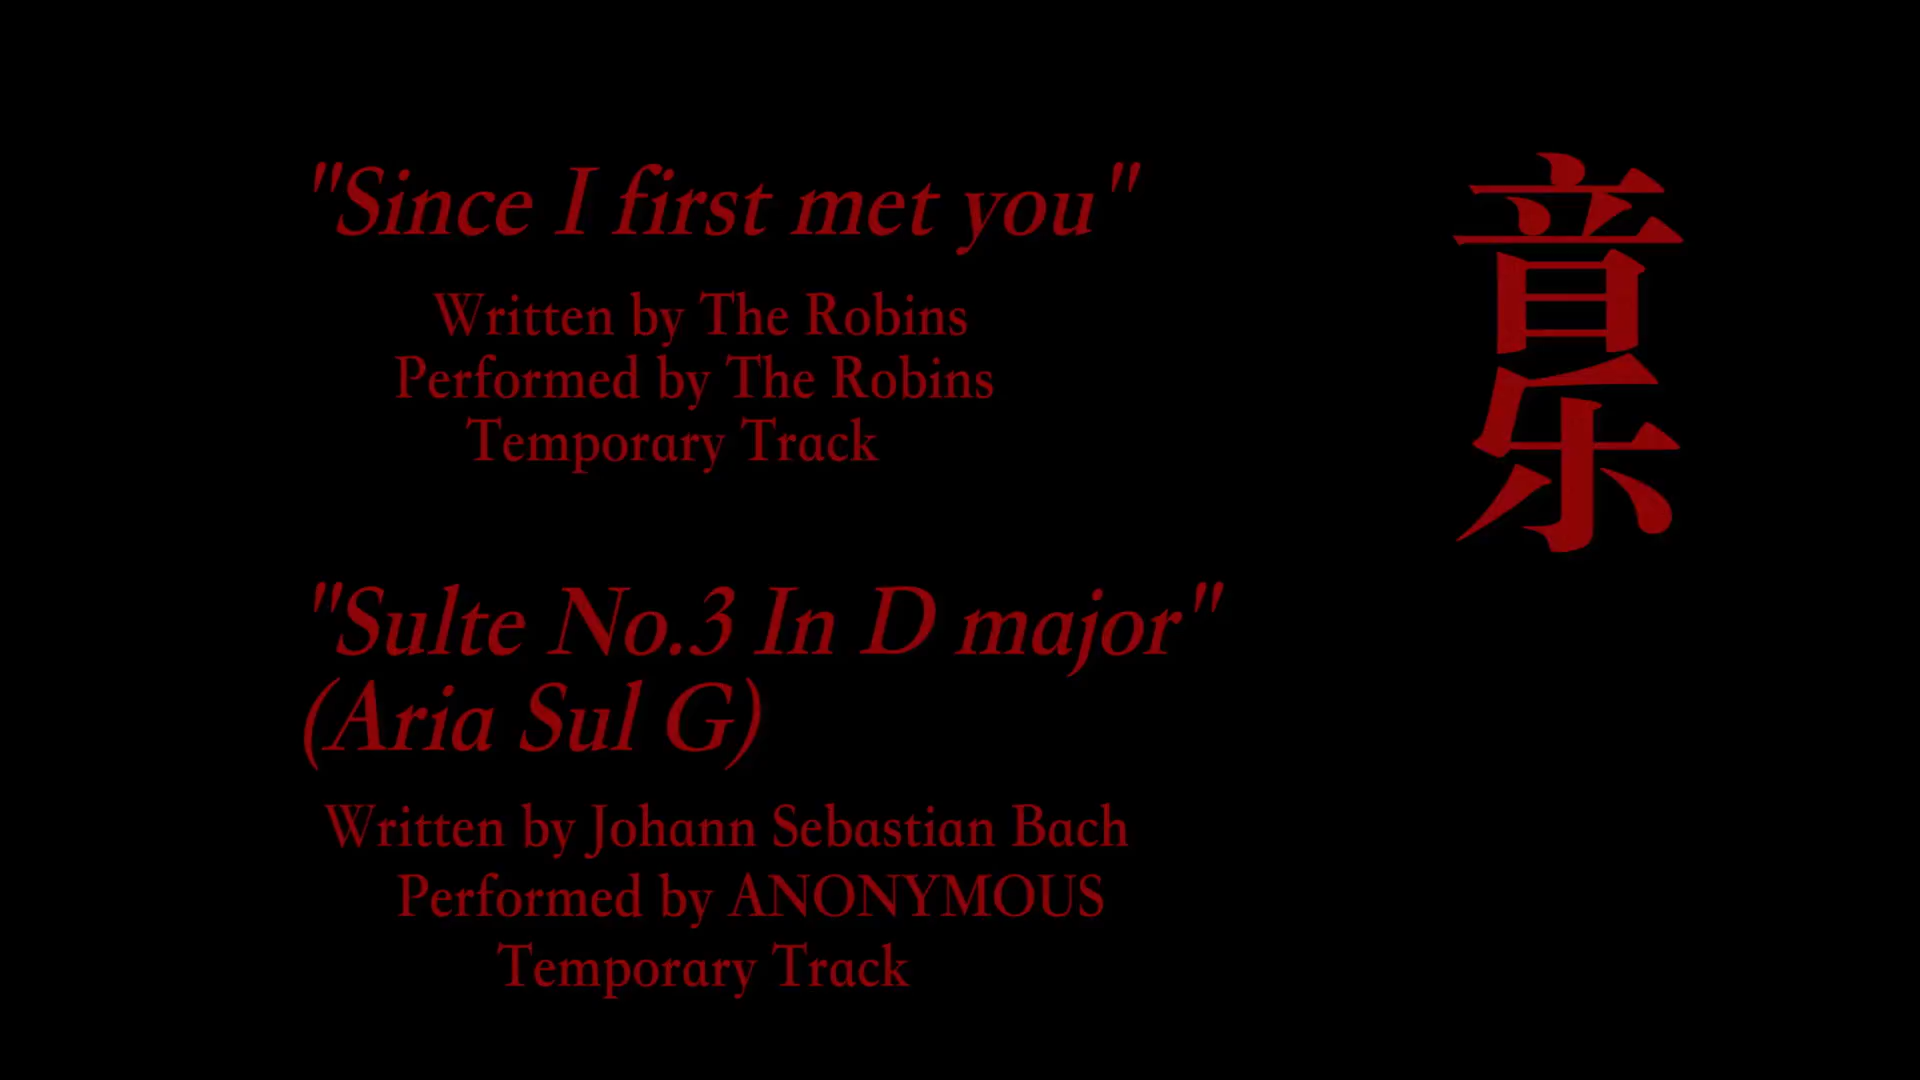 "Since I first met you"
Written by The Robins
Performed by The Robins
Temporary Track
音乐
"Sulte No.3 In D major"
(Aria Sul G)
Written by Johann Sebastian Bach
Performed by ANONYMOUS
Temporary Track